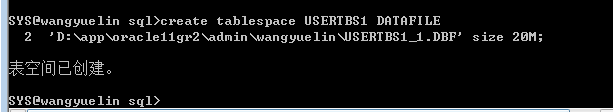 SYS@wangyuelin sql>create tablespace USERTBS1 DATAFILE
2 'D:\app\oracle11gr2\admin\wangyuelin\USERTBS1_1.DBF' size 20M;
表空间已创建。
SYS@wangyuelin sql>